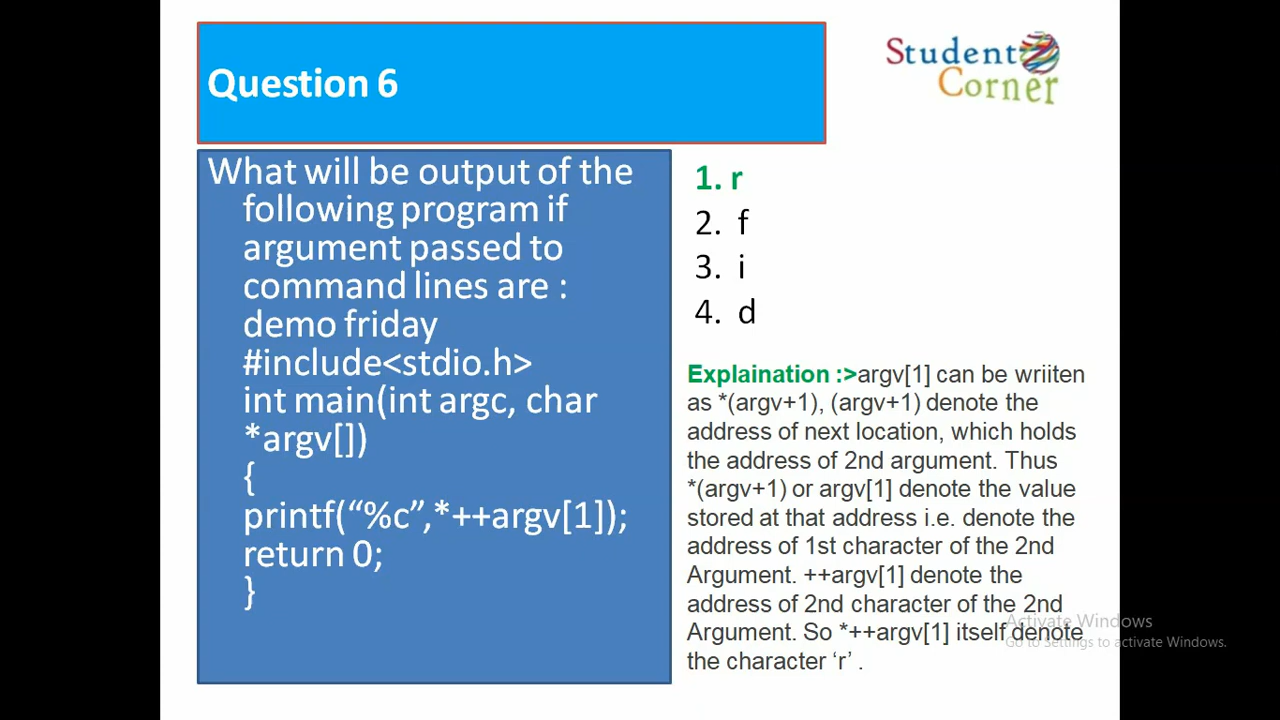 Question 6
Student
Corner
What will be output of the
following program if
argument passed to
command lines are :
demo friday
#include<stdio.h>
int main(int argc, char
*argv[])
{
printf(“%c”,*++argv[1]);
return 0;
}
1. r
2. f
3. i
4. d
Explaination :>argv[1] can be wriiten
as *(argv+1), (argv+1) denote the
address of next location, which holds
the address of 2nd argument. Thus
*(argv+1) or argv[1] denote the value
stored at that address i.e. denote the
address of 1st character of the 2nd
Argument. ++argv[1] denote the
address of 2nd character of the 2nd
Argument. So *++argv[1] itself denote
the character ‘r’ .
Activate Windows
Go to Settings to activate Windows.